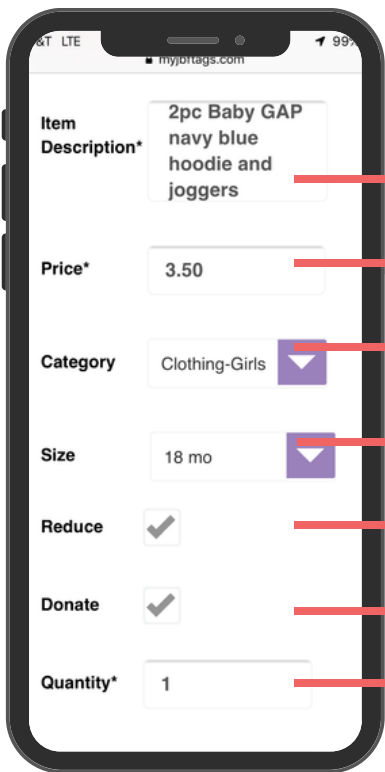 &T LTE 99%
myjbftags.com
Item
Description*
2pc Baby GAP
navy blue
hoodie and
joggers
Price* 3.50
Category Clothing-Girls
Size 18 mo
Reduce
Donate
Quantity* 1